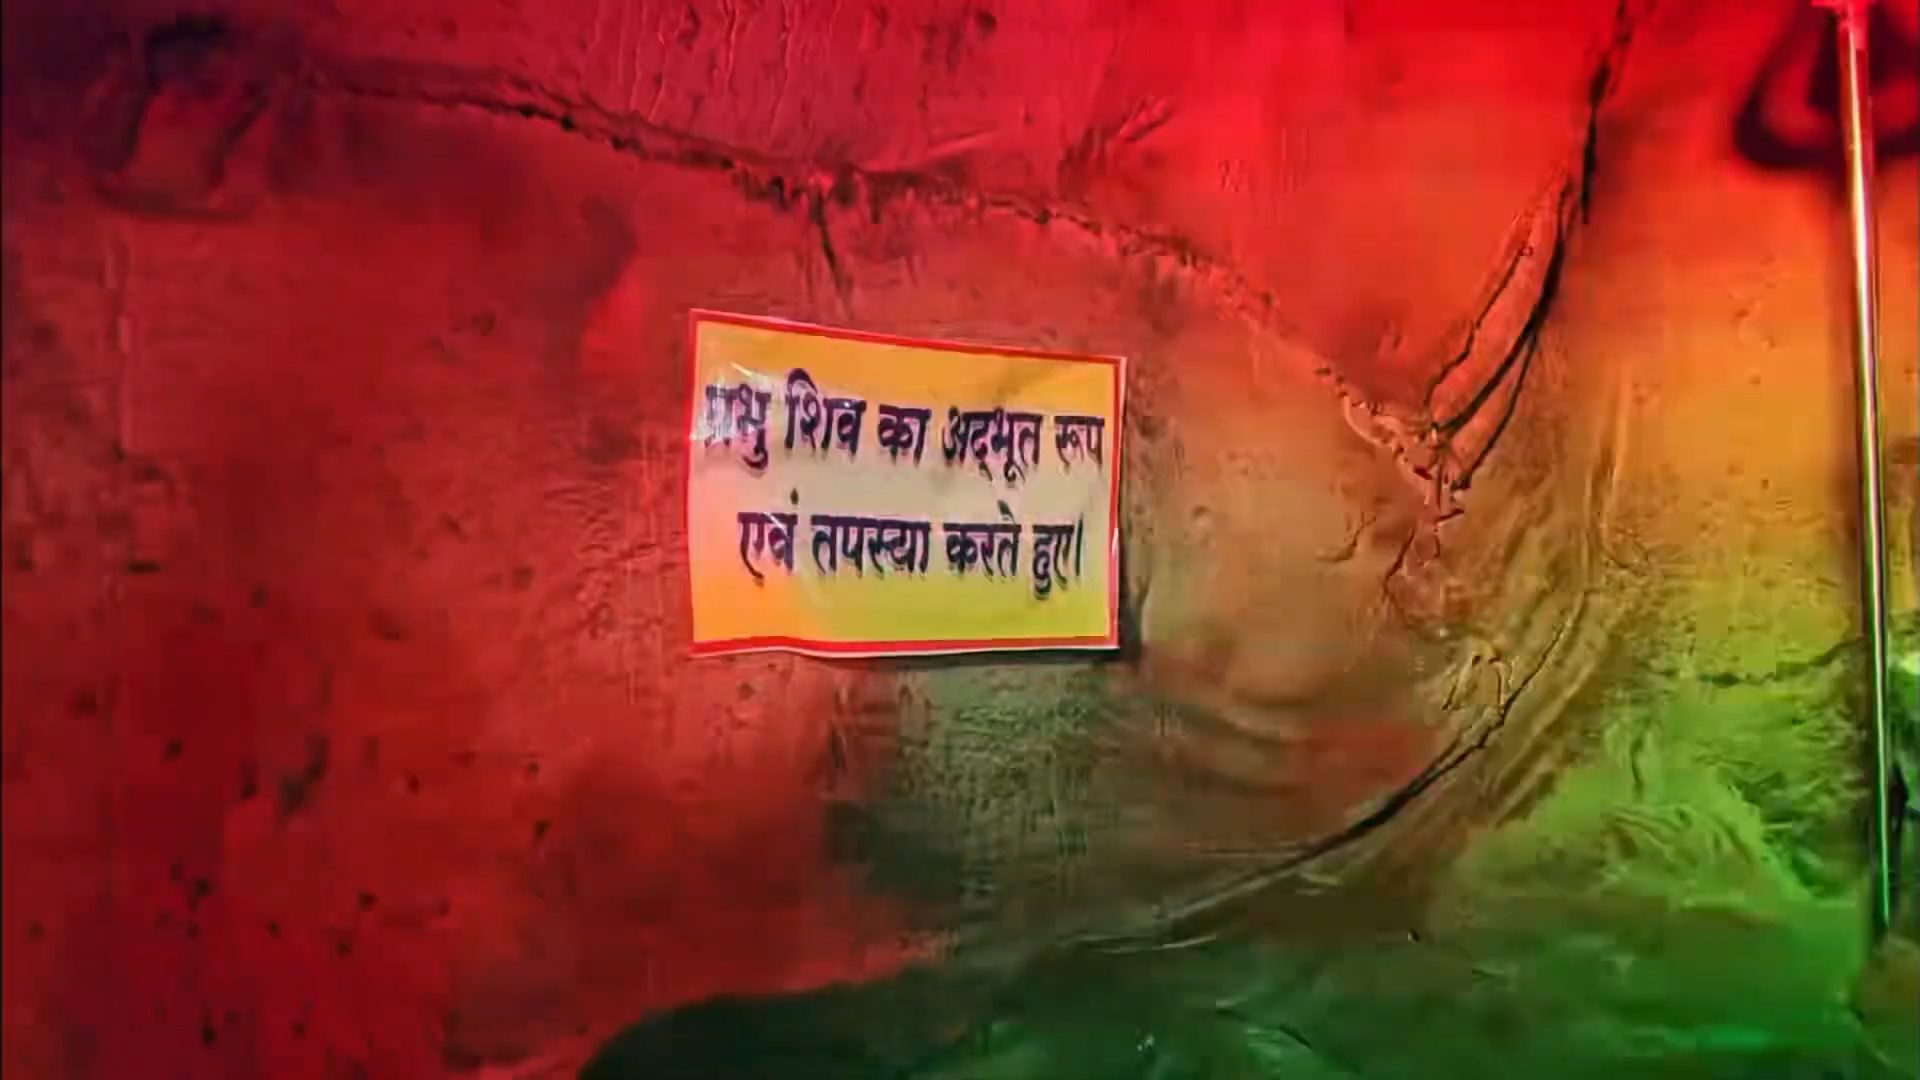 प्रभु शिव का अद्भूत रूप
एवं तपस्या करते हुए।